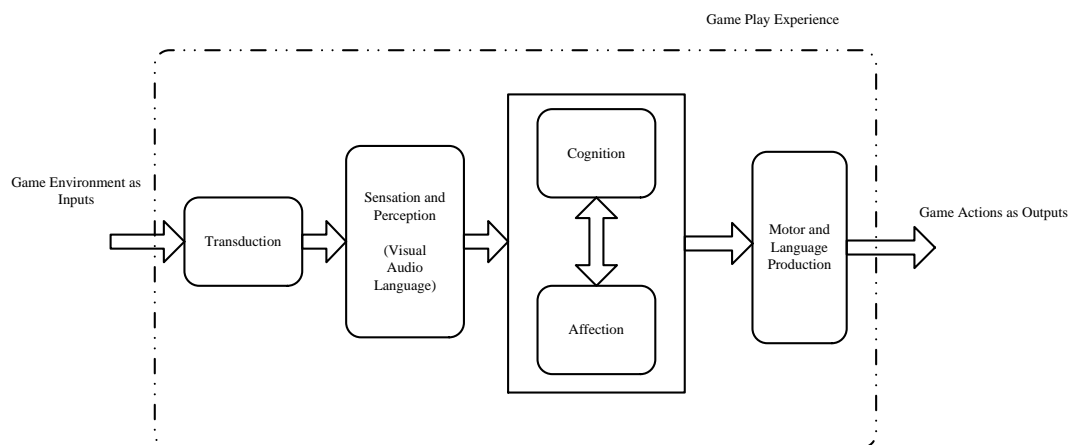 Game Play Experience
Game Environment as
Inputs
Transduction
Sensation and
Perception
(Visual
Audio
Language)
Cognition
Affection
Motor and
Language
Production
Game Actions as Outputs